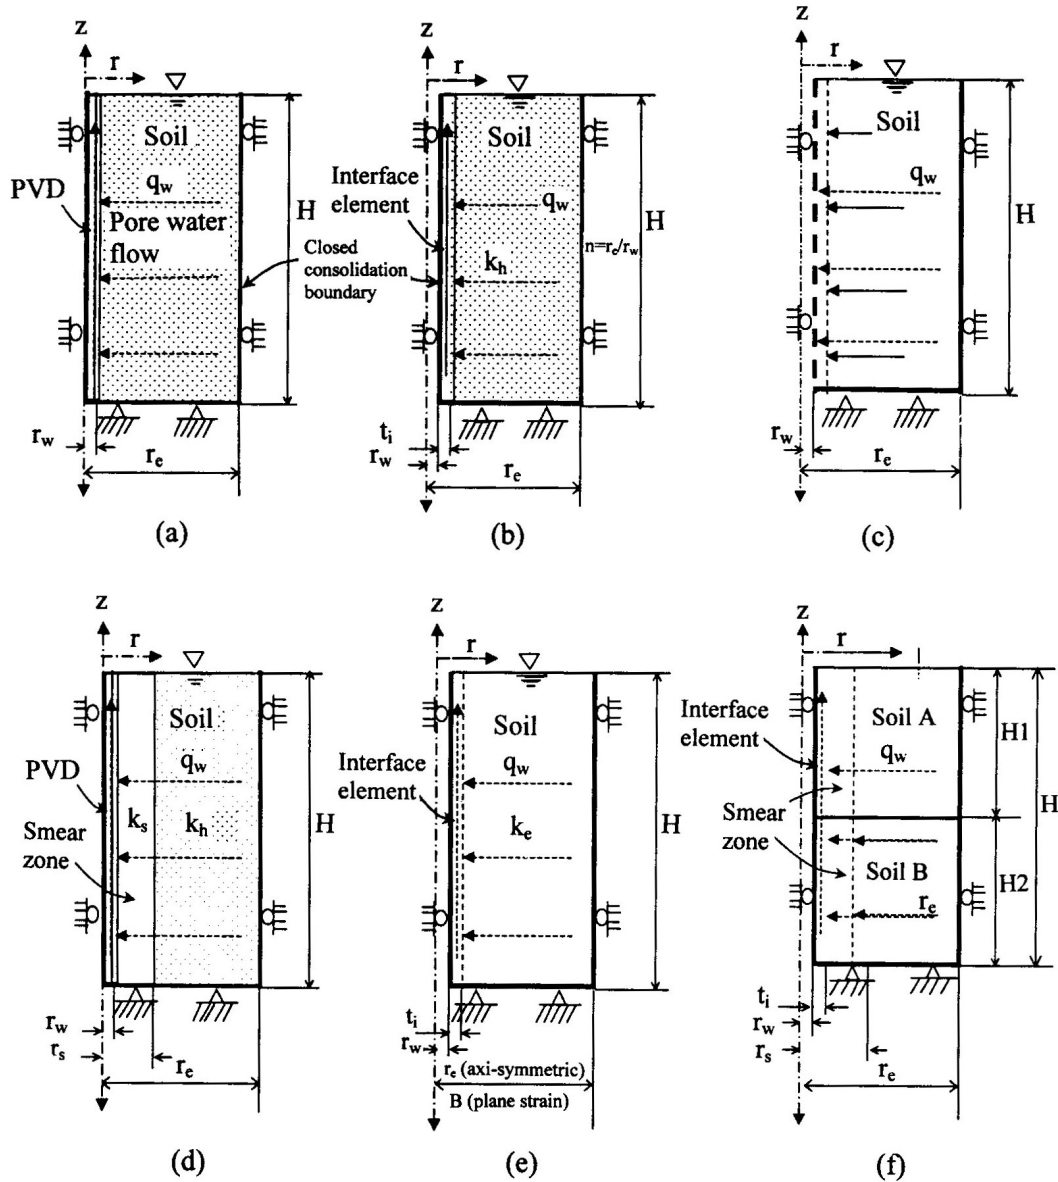 z
r
Soil
PVD
q_w
Pore water
flow
H
r_w
r_e
(a)
z
r
Soil
Interface
element
q_w
H
n=r_e/r_w
Closed
consolidation
boundary
k_h
t_i
r_w
r_e
(b)
z
r
Soil
q_w
H
r_w
r_e
(c)
z
r
Soil
PVD
q_w
Smear
zone
k_s
k_h
H
r_w
r_s
r_e
(d)
z
r
Soil
Interface
element
q_w
k_e
H
t_i
r_w
r_e (axi-symmetric)
B (plane strain)
(e)
z
r
Interface
element
Soil A
q_w
H1
H
Smear
zone
Soil B
r_e
H2
t_i
r_w
r_s
r_e
(f)